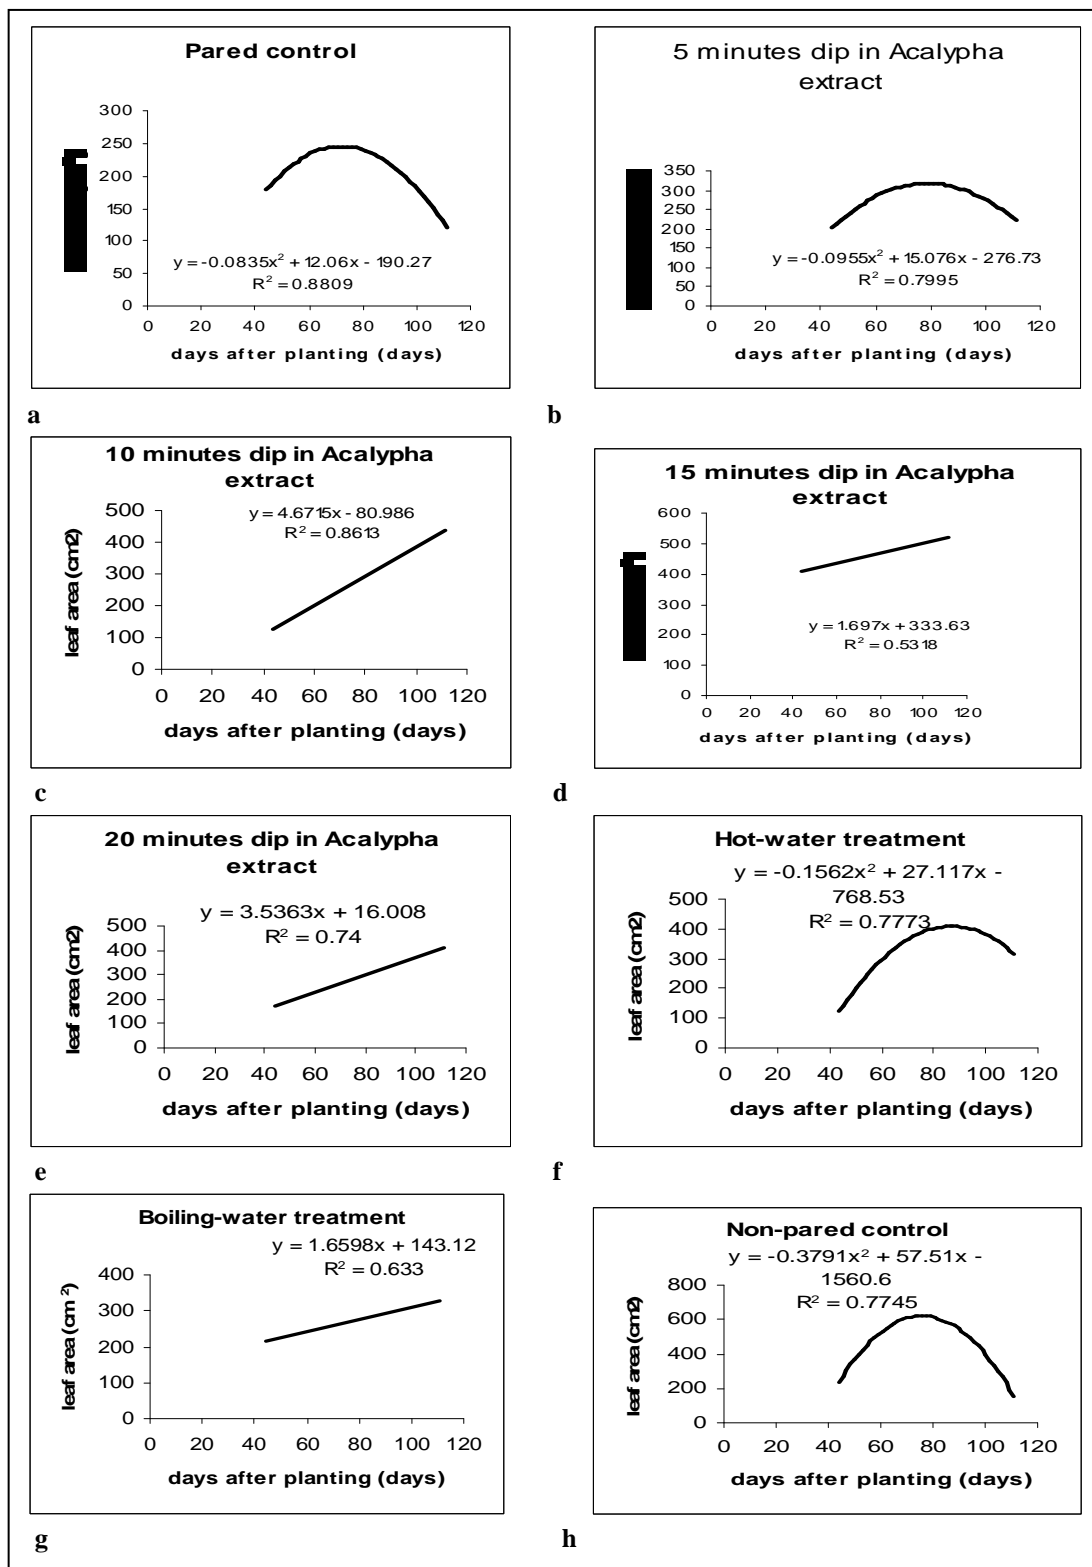 Pared control
300
250
200
150
100
50
0
y = -0.0835x² + 12.06x - 190.27
R² = 0.8809
0 20 40 60 80 100 120
days after planting (days)
a
5 minutes dip in Acalypha
extract
350
300
250
200
150
100
50
0
y = -0.0955x² + 15.076x - 276.73
R² = 0.7995
0 20 40 60 80 100 120
days after planting (days)
b
10 minutes dip in Acalypha
extract
y = 4.6715x - 80.986
R² = 0.8613
leaf area (cm2)
500
400
300
200
100
0
0 20 40 60 80 100 120
days after planting (days)
c
15 minutes dip in Acalypha
extract
600
500
400
300
200
100
0
y = 1.697x + 333.63
R² = 0.5318
0 20 40 60 80 100 120
days after planting (days)
d
20 minutes dip in Acalypha
extract
y = 3.5363x + 16.008
R² = 0.74
leaf area (cm2)
500
400
300
200
100
0
0 20 40 60 80 100 120
days after planting (days)
e
Hot-water treatment
y = -0.1562x² + 27.117x -
768.53
R² = 0.7773
leaf area (cm2)
500
400
300
200
100
0
0 20 40 60 80 100 120
days after planting (days)
f
Boiling-water treatment
y = 1.6598x + 143.12
R² = 0.633
leaf area (cm²)
400
300
200
100
0
0 20 40 60 80 100 120
days after planting (days)
g
Non-pared control
y = -0.3791x² + 57.51x -
1560.6
R² = 0.7745
leaf area (cm2)
800
600
400
200
0
0 20 40 60 80 100 120
days after planting (days)
h